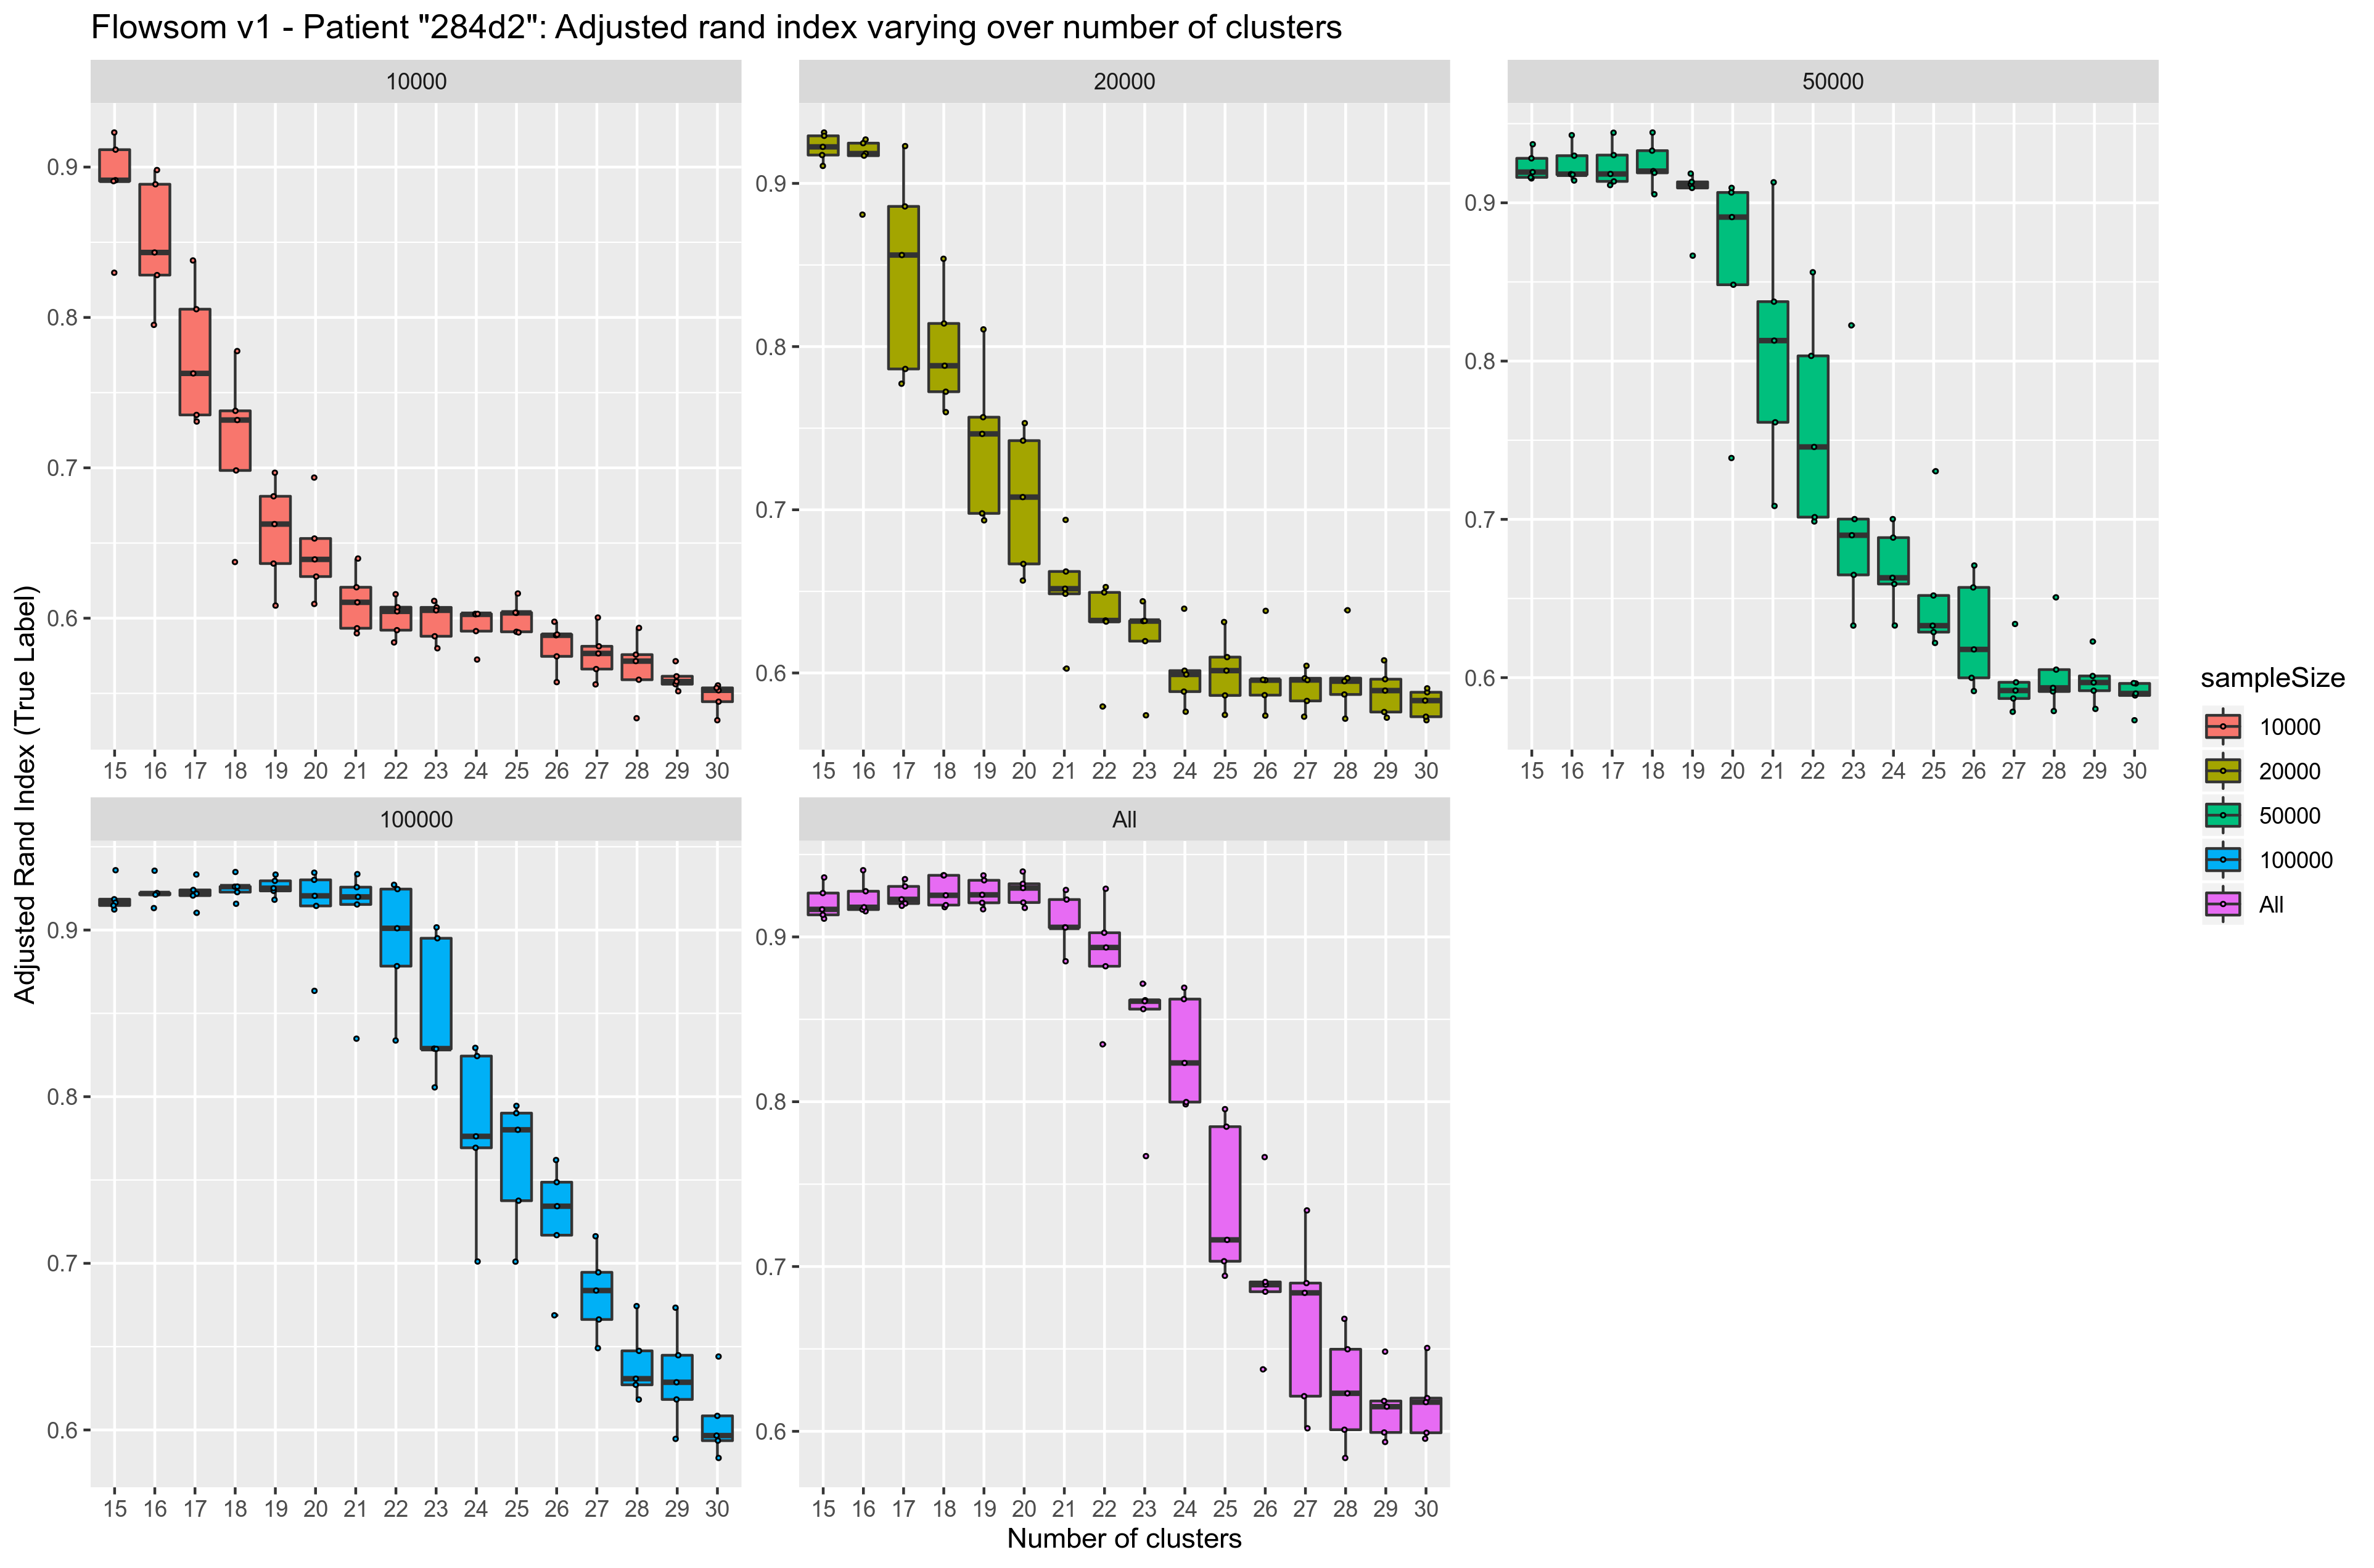 Flowsom v1 - Patient "284d2": Adjusted rand index varying over number of clusters
10000
20000
50000
0.9
0.8
0.7
0.6
0.9
0.8
0.7
0.6
0.9
0.8
0.7
0.6
15 16 17 18 19 20 21 22 23 24 25 26 27 28 29 30
15 16 17 18 19 20 21 22 23 24 25 26 27 28 29 30
15 16 17 18 19 20 21 22 23 24 25 26 27 28 29 30
100000
All
0.9
0.8
0.7
0.6
0.9
0.8
0.7
0.6
15 16 17 18 19 20 21 22 23 24 25 26 27 28 29 30
15 16 17 18 19 20 21 22 23 24 25 26 27 28 29 30
Adjusted Rand Index (True Label)
Number of clusters
sampleSize
10000
20000
50000
100000
All